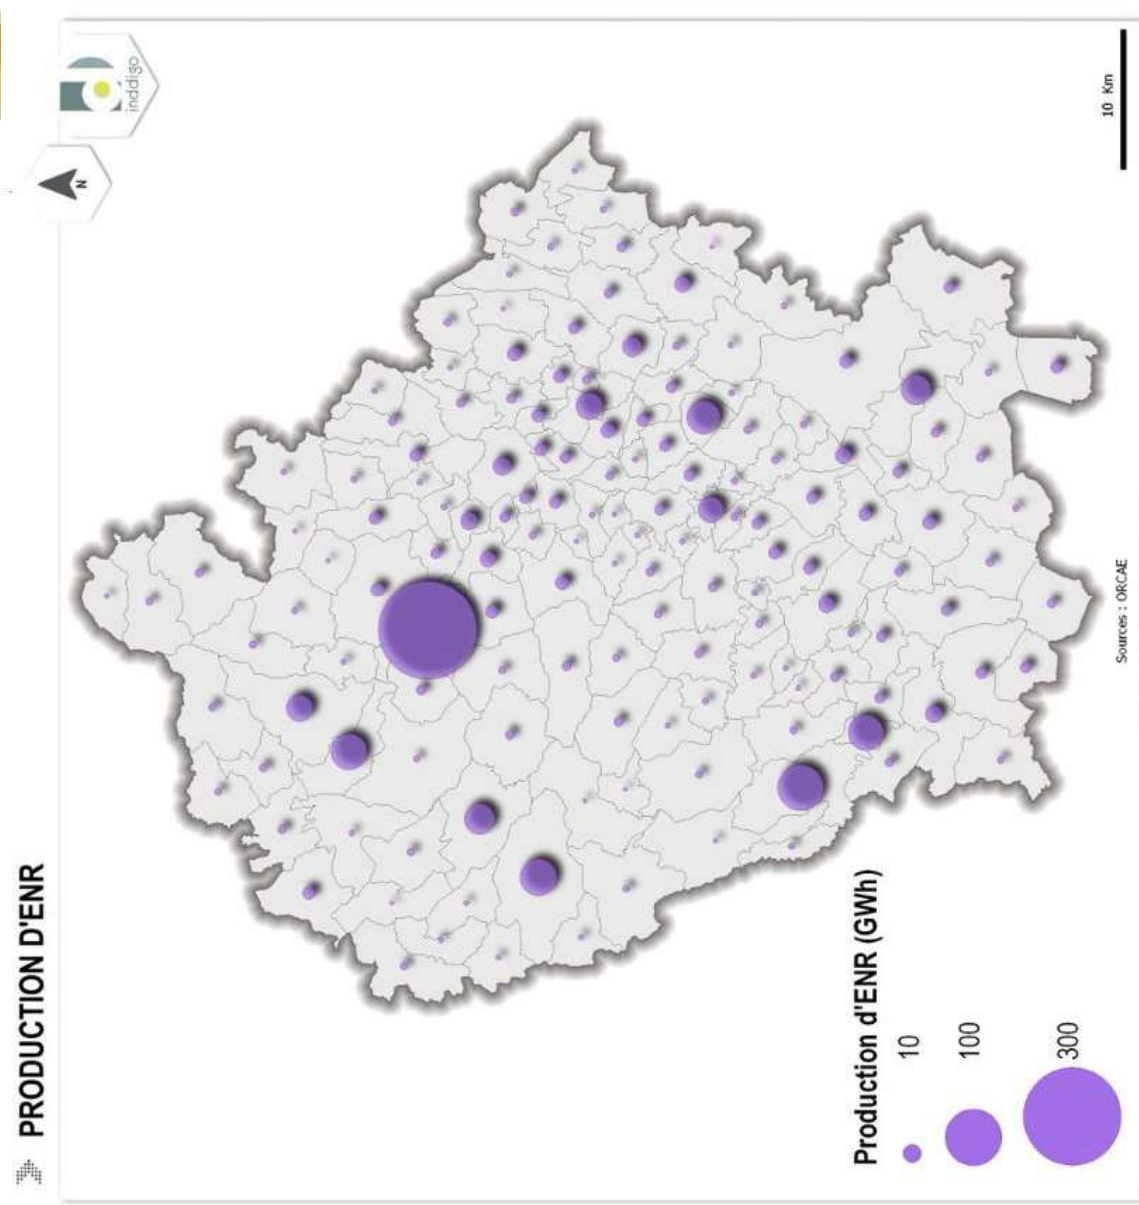 PRODUCTION D'ENR
N
inddigo
Production d'ENR (GWh)
10
100
300
Sources : ORCAE
10 Km